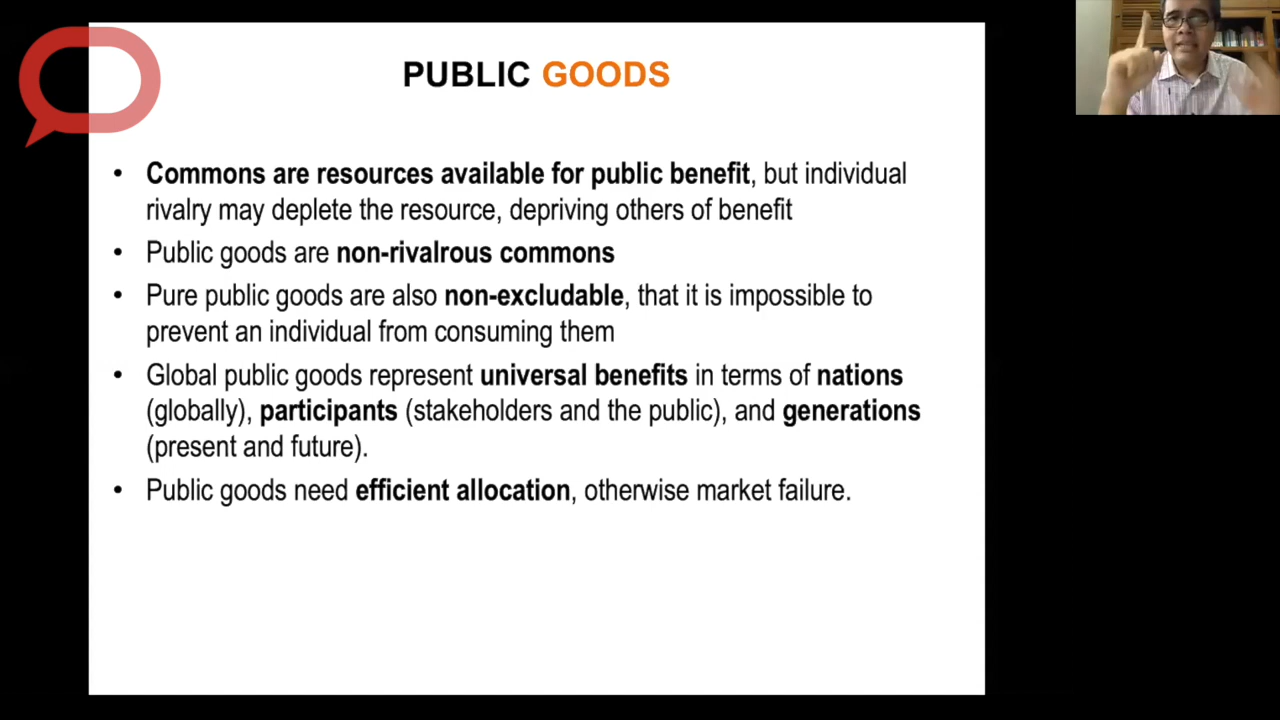 PUBLIC GOODS
• Commons are resources available for public benefit, but individual
rivalry may deplete the resource, depriving others of benefit
• Public goods are non-rivalrous commons
• Pure public goods are also non-excludable, that it is impossible to
prevent an individual from consuming them
• Global public goods represent universal benefits in terms of nations
(globally), participants (stakeholders and the public), and generations
(present and future).
• Public goods need efficient allocation, otherwise market failure.